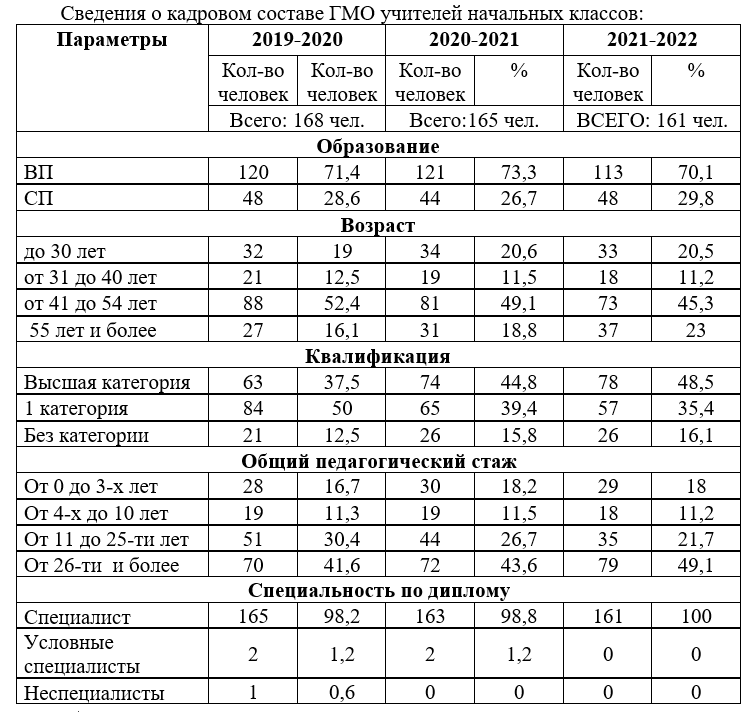 Сведения о кадровом составе ГМО учителей начальных классов:
Параметры 2019-2020 2020-2021 2021-2022
Кол-во человек Кол-во человек Кол-во человек % Кол-во человек %
Всего: 168 чел. Всего:165 чел. ВСЕГО: 161 чел.
Образование
ВП 120 71,4 121 73,3 113 70,1
СП 48 28,6 44 26,7 48 29,8
Возраст
до 30 лет 32 19 34 20,6 33 20,5
от 31 до 40 лет 21 12,5 19 11,5 18 11,2
от 41 до 54 лет 88 52,4 81 49,1 73 45,3
55 лет и более 27 16,1 31 18,8 37 23
Квалификация
Высшая категория 63 37,5 74 44,8 78 48,5
1 категория 84 50 65 39,4 57 35,4
Без категории 21 12,5 26 15,8 26 16,1
Общий педагогический стаж
От 0 до 3-х лет 28 16,7 30 18,2 29 18
От 4-х до 10 лет 19 11,3 19 11,5 18 11,2
От 11 до 25-ти лет 51 30,4 44 26,7 35 21,7
От 26-ти и более 70 41,6 72 43,6 79 49,1
Специальность по диплому
Специалист 165 98,2 163 98,8 161 100
Условные специалисты 2 1,2 2 1,2 0 0
Неспециалисты 1 0,6 0 0 0 0